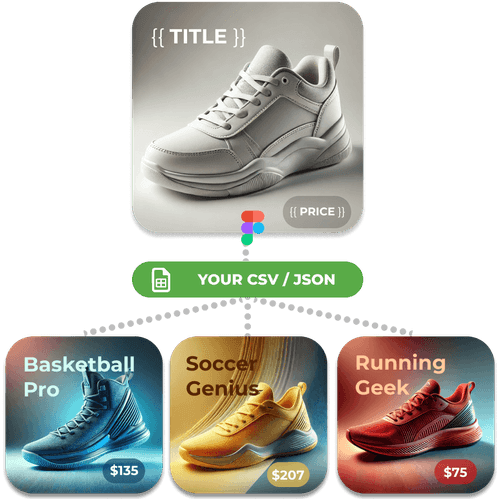 {{ TITLE }}
{{ PRICE }}
YOUR CSV / JSON
Basketball
Pro
$135
Soccer
Genius
$207
Running
Geek
$75